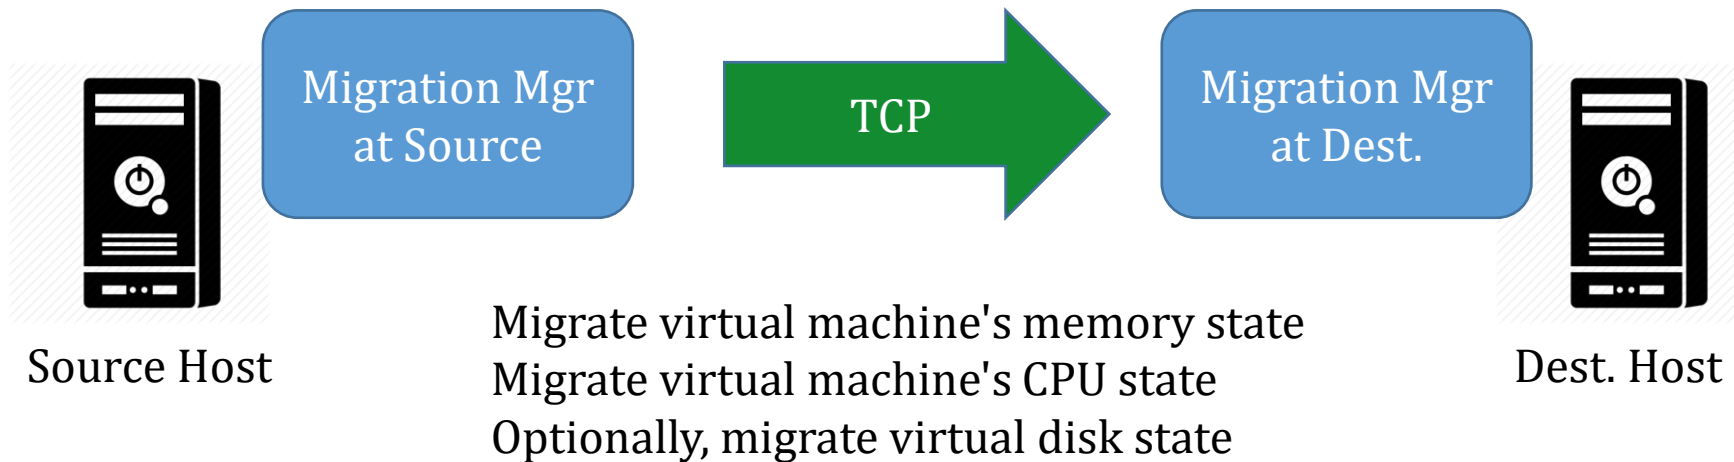 Migration Mgr
at Source
TCP
Migration Mgr
at Dest.
Source Host
Migrate virtual machine's memory state
Migrate virtual machine's CPU state
Optionally, migrate virtual disk state
Dest. Host